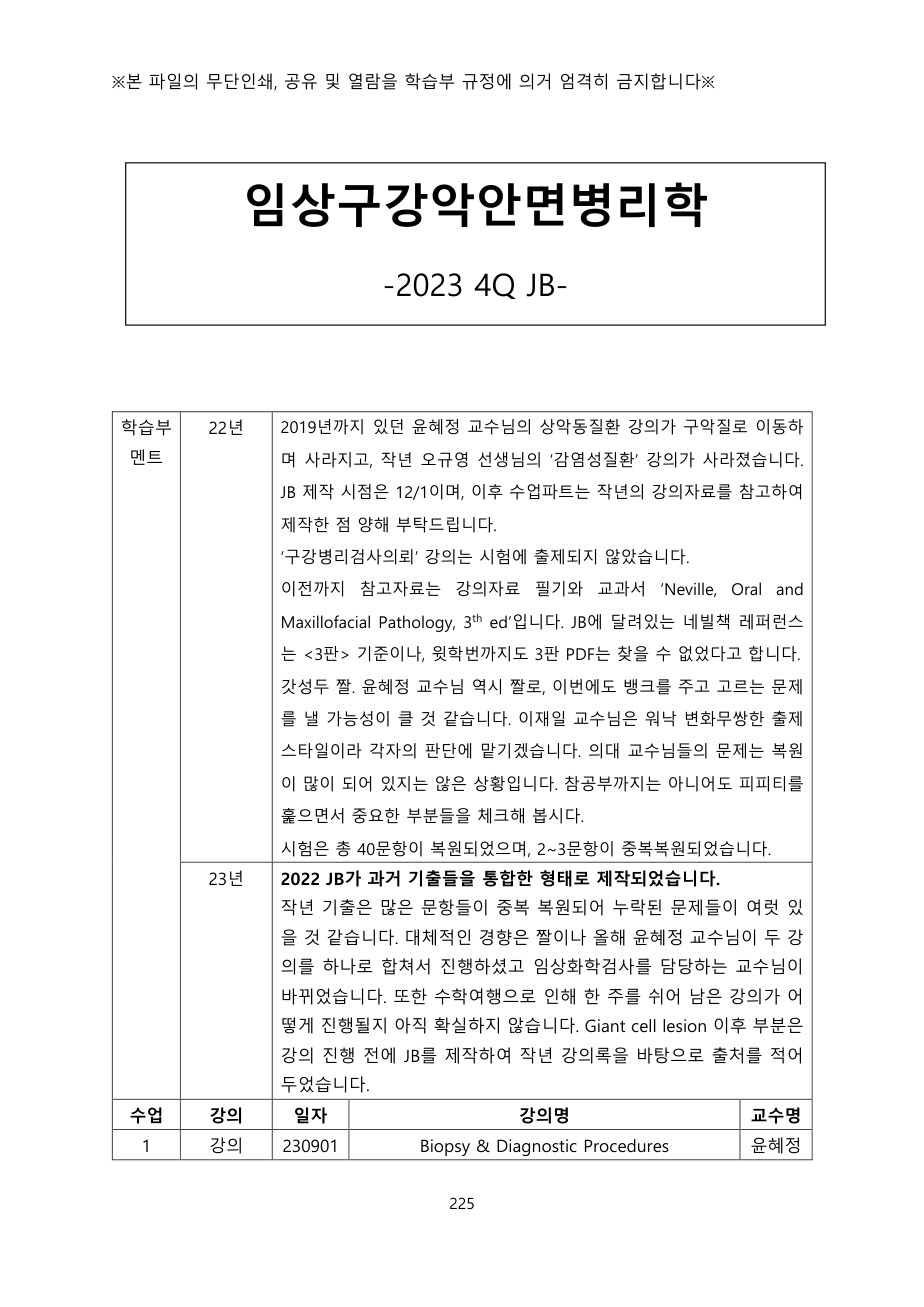 ※본 파일의 무단인쇄, 공유 및 열람을 학습부 규정에 의거 엄격히 금지합니다※
임상구강악안면병리학
-2023 4Q JB-
학습부
멘트
22년
2019년까지 있던 윤혜정 교수님의 상악동질환 강의가 구악질로 이동하
며 사라지고, 작년 오규영 선생님의 ‘감염성질환’ 강의가 사라졌습니다.
JB 제작 시점은 12/1이며, 이후 수업파트는 작년의 강의자료를 참고하여
제작한 점 양해 부탁드립니다.
‘구강병리검사의뢰’ 강의는 시험에 출제되지 않았습니다.
이전까지 참고자료는 강의자료 필기와 교과서 ‘Neville, Oral and
Maxillofacial Pathology, 3th ed’입니다. JB에 달려있는 네빌책 레퍼런스
는 <3판> 기준이나, 윗학번까지도 3판 PDF는 찾을 수 없었다고 합니다.
갓성두 짤. 윤혜정 교수님 역시 짤로, 이번에도 뱅크를 주고 고르는 문제
를 낼 가능성이 클 것 같습니다. 이재일 교수님은 워낙 변화무쌍한 출제
스타일이라 각자의 판단에 맡기겠습니다. 의대 교수님들의 문제는 복원
이 많이 되어 있지는 않은 상황입니다. 참공부까지는 아니어도 피피티를
훑으면서 중요한 부분들을 체크해 봅시다.
시험은 총 40문항이 복원되었으며, 2~3문항이 중복복원되었습니다.
23년
2022 JB가 과거 기출들을 통합한 형태로 제작되었습니다.
작년 기출은 많은 문항들이 중복 복원되어 누락된 문제들이 여럿 있
을 것 같습니다. 대체적인 경향은 짤이나 올해 윤혜정 교수님이 두 강
의를 하나로 합쳐서 진행하셨고 임상화학검사를 담당하는 교수님이
바뀌었습니다. 또한 수학여행으로 인해 한 주를 쉬어 남은 강의가 어
떻게 진행될지 아직 확실하지 않습니다. Giant cell lesion 이후 부분은
강의 진행 전에 JB를 제작하여 작년 강의록을 바탕으로 출처를 적어
두었습니다.
수업 강의 일자 강의명 교수명
1 강의 230901 Biopsy & Diagnostic Procedures 윤혜정
225